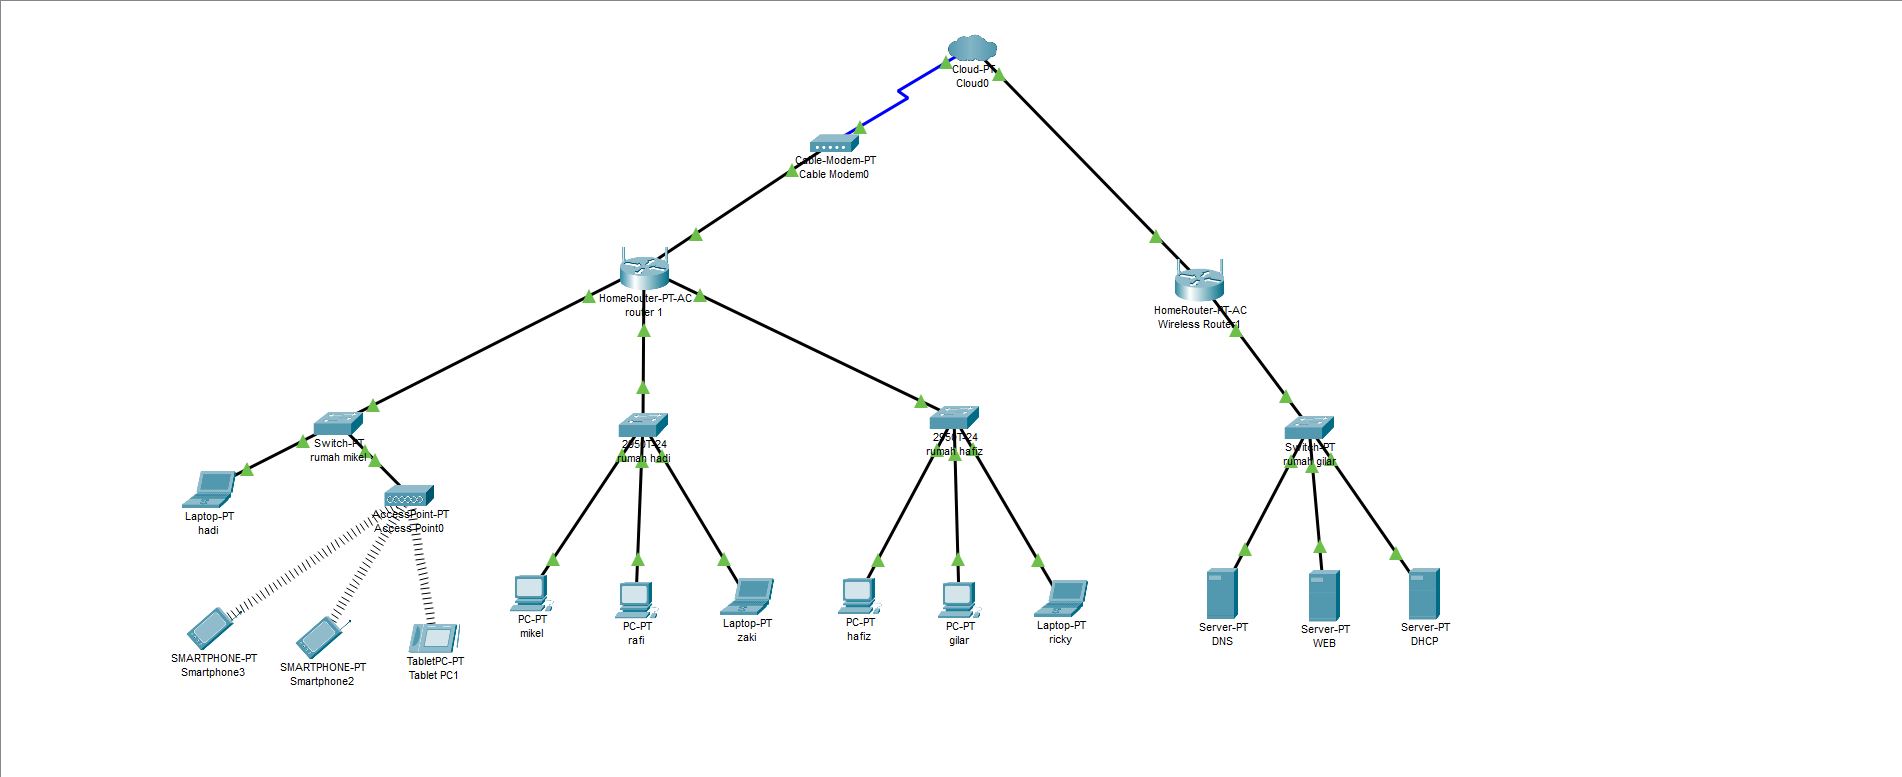 Cloud-PT
Cloud0
Cable-Modem-PT
Cable Modem0
HomeRouter-PT-AC
router 1
HomeRouter-PT-AC
Wireless Router1
Switch-PT
rumah mikel
2950T-24
rumah hadi
2950T-24
rumah hafiz
Switch-PT
rumah gilar
Laptop-PT
hadi
AccessPoint-PT
Access Point0
SMARTPHONE-PT
Smartphone3
SMARTPHONE-PT
Smartphone2
TabletPC-PT
Tablet PC1
PC-PT
mikel
PC-PT
rafi
Laptop-PT
zaki
PC-PT
hafiz
PC-PT
gilar
Laptop-PT
ricky
Server-PT
DNS
Server-PT
WEB
Server-PT
DHCP